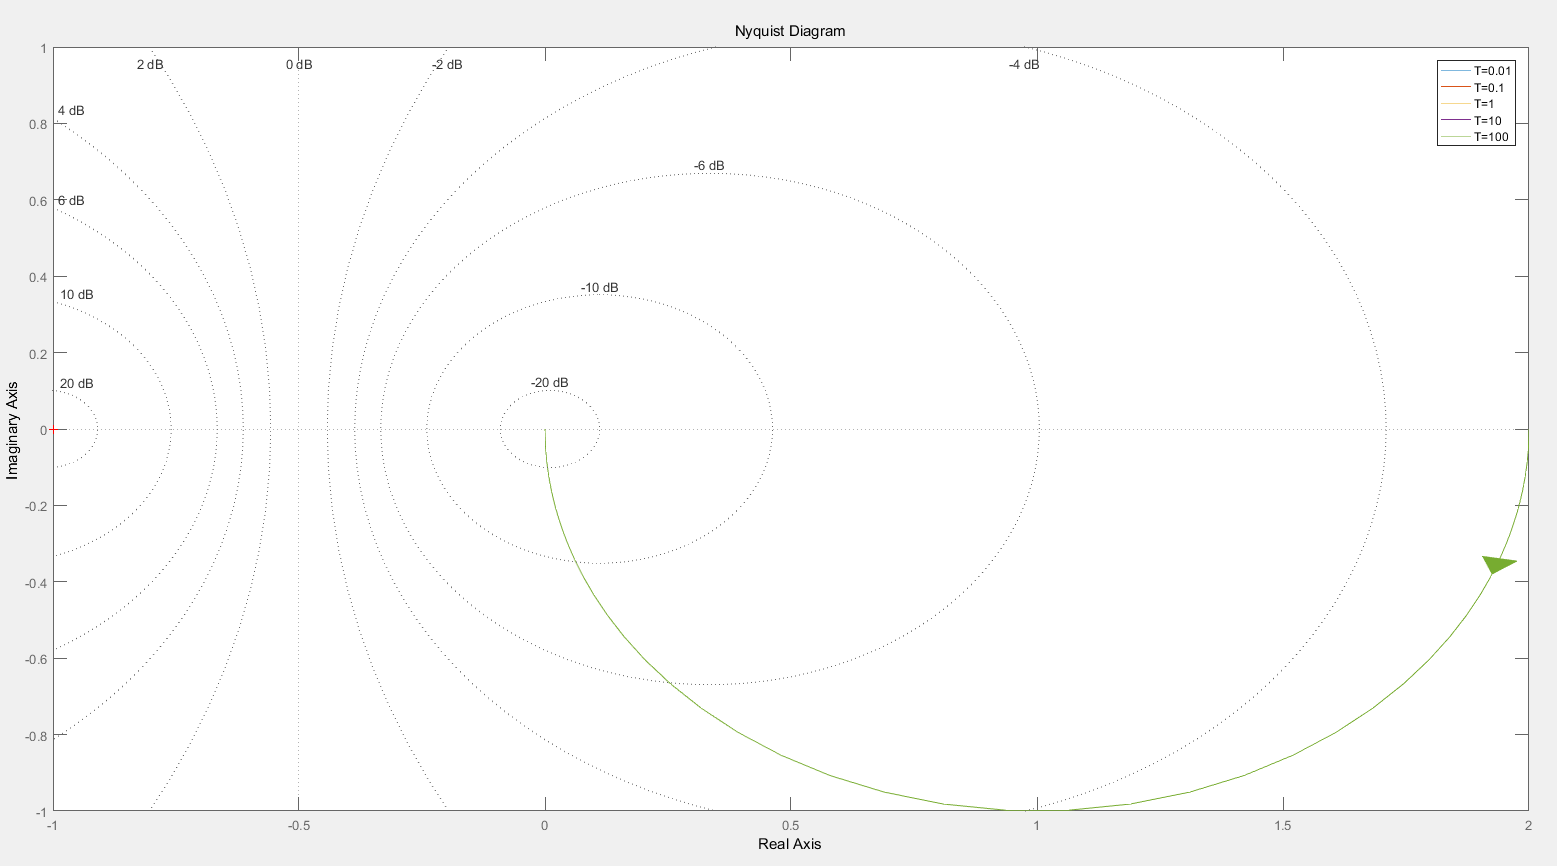 Nyquist Diagram
2 dB
0 dB
-2 dB
-4 dB
4 dB
-6 dB
6 dB
10 dB
-10 dB
20 dB
-20 dB
T=0.01
T=0.1
T=1
T=10
T=100
1
0.8
0.6
0.4
0.2
0
-0.2
-0.4
-0.6
-0.8
-1
Imaginary Axis
-1
-0.5
0
0.5
1
1.5
2
Real Axis